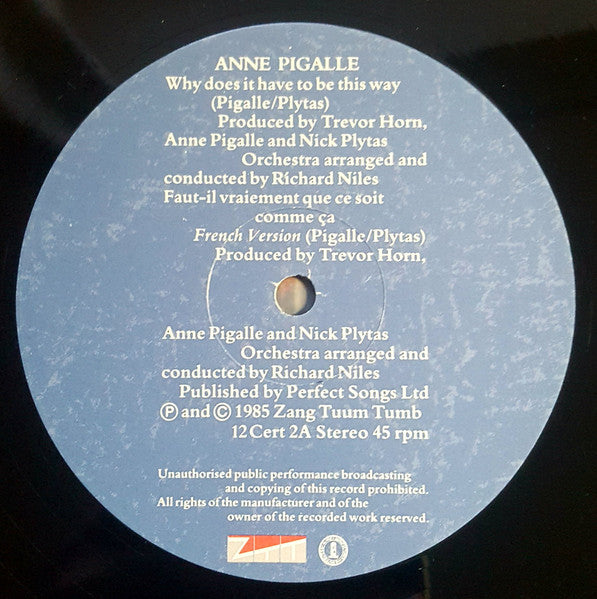 ANNE PIGALLE
Why does it have to be this way
(Pigalle/Plytas)
Produced by Trevor Horn,
Anne Pigalle and Nick Plytas
Orchestra arranged and
conducted by Richard Niles
Faut-il vraiement que ce soit
comme ça
French Version (Pigalle/Plytas)
Produced by Trevor Horn,
Anne Pigalle and Nick Plytas
Orchestra arranged and
conducted by Richard Niles
Published by Perfect Songs Ltd
Ⓟ and © 1985 Zang Tuum Tumb
12 Cert 2A Stereo 45 rpm
Unauthorised public performance broadcasting
and copying of this record prohibited.
All rights of the manufacturer and of the
owner of the recorded work reserved.
ZTT